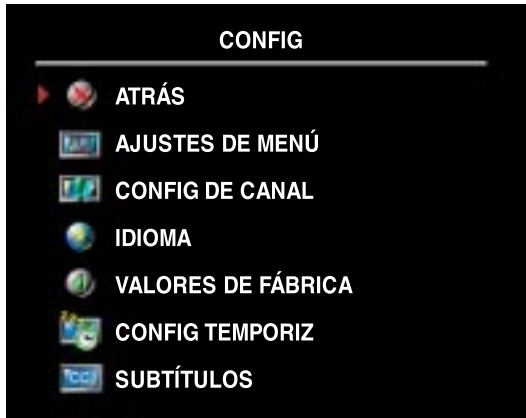 CONFIG
ATRÁS
AJUSTES DE MENÚ
CONFIG DE CANAL
IDIOMA
VALORES DE FÁBRICA
CONFIG TEMPORIZ
SUBTÍTULOS